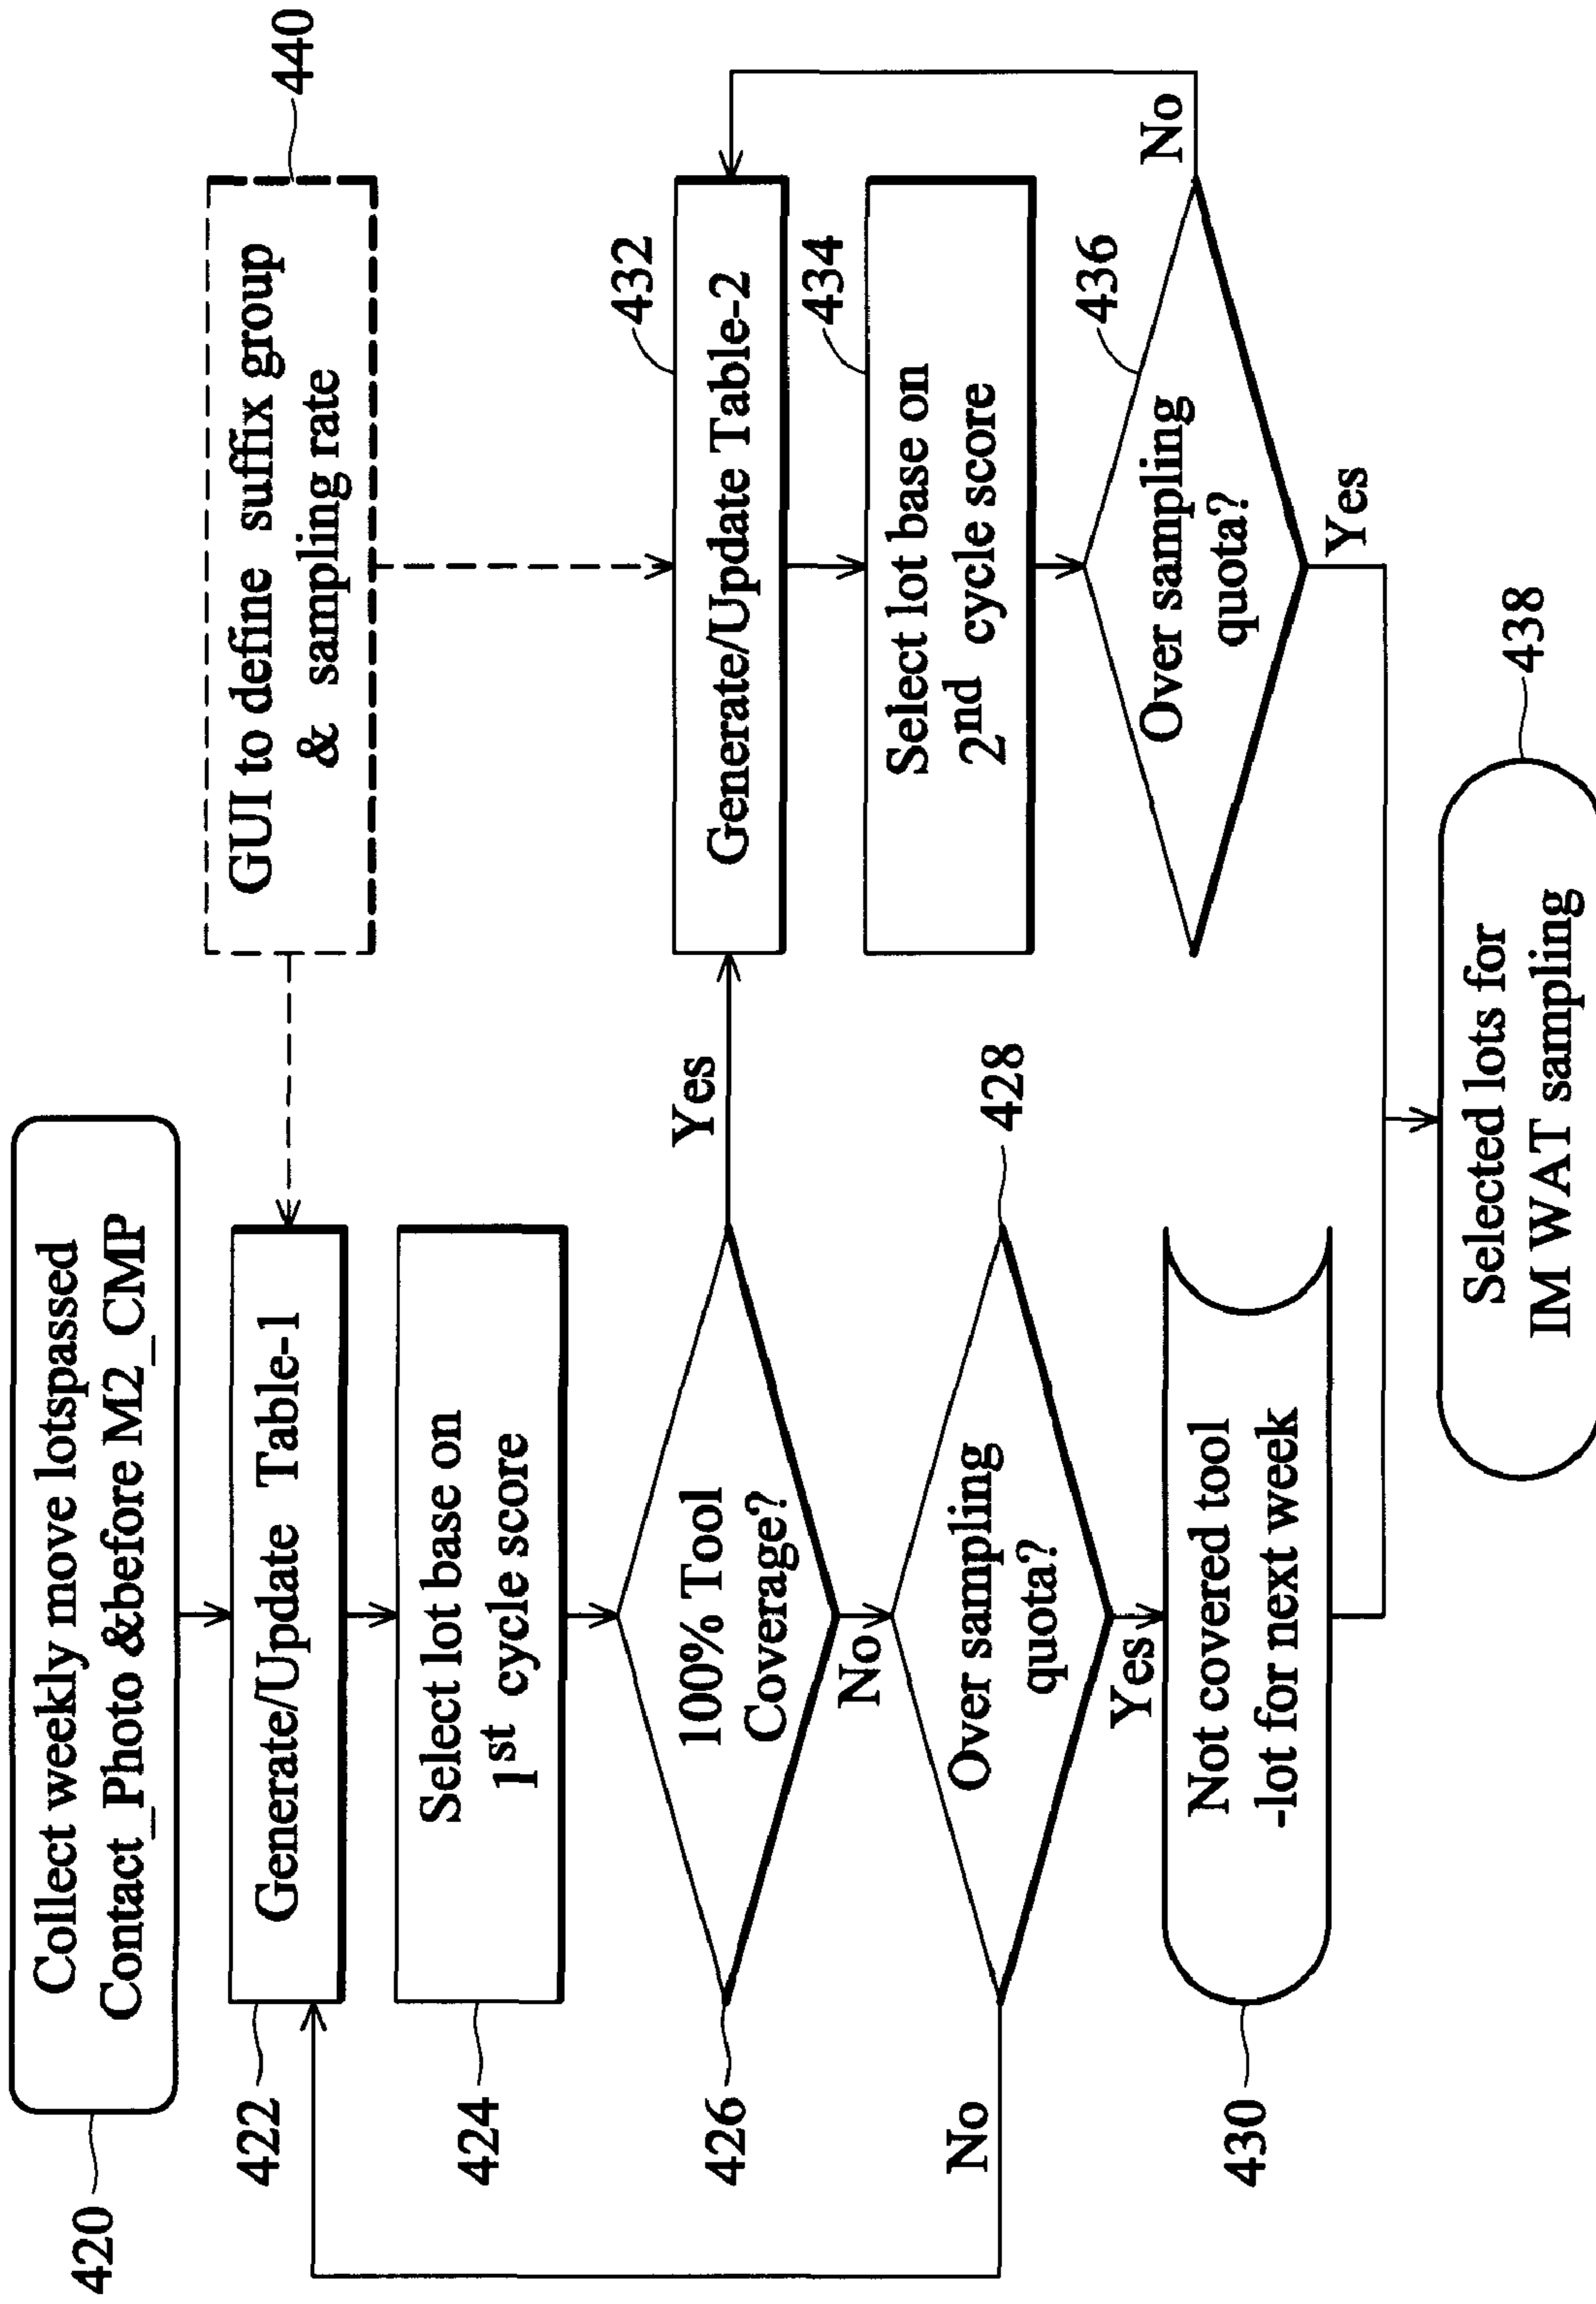 420
Collect weekly move lotspassed
Contact_Photo &before M2_CMP
440
GUI to define suffix group
& sampling rate
422
Generate/Update Table-1
424
Select lot base on
1st cycle score
426
100% Tool
Coverage?
Yes
No
428
Over sampling
quota?
No
Yes
430
Not covered tool
-lot for next week
432
Generate/Update Table-2
434
Select lot base on
2nd cycle score
436
Over sampling
quota?
No
Yes
438
Selected lots for
IM WAT sampling